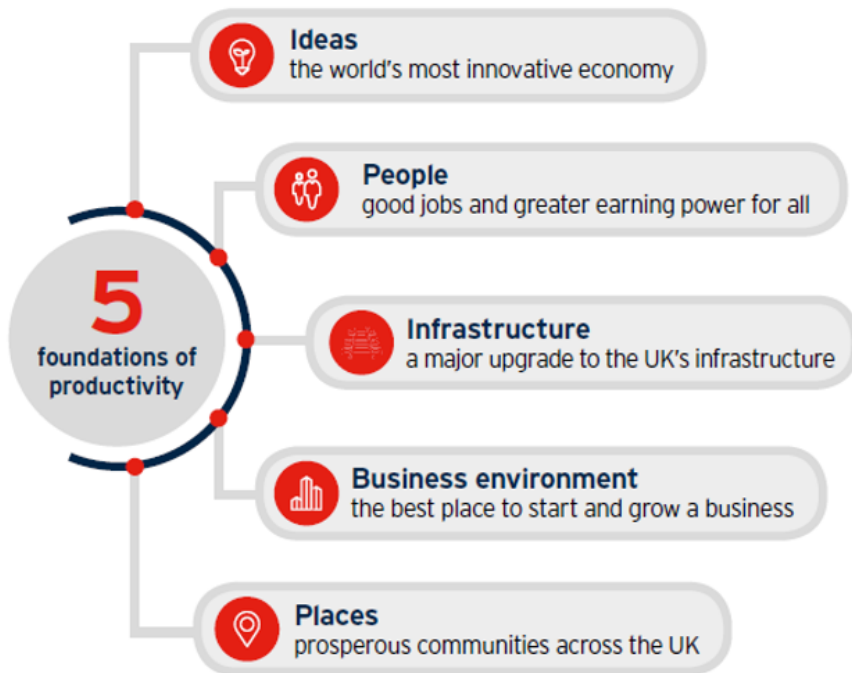 Ideas
the world's most innovative economy
People
good jobs and greater earning power for all
5
foundations of
productivity
Infrastructure
a major upgrade to the UK's infrastructure
Business environment
the best place to start and grow a business
Places
prosperous communities across the UK